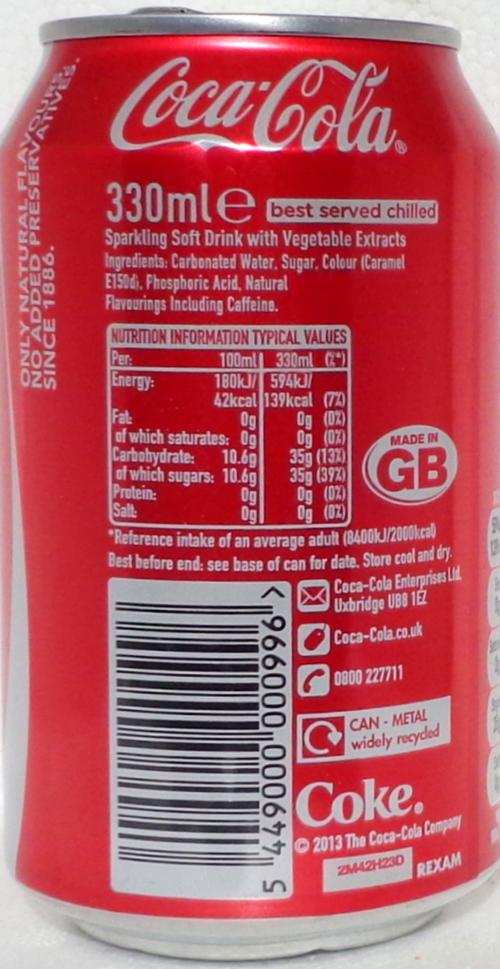 ONLY NATURAL FLAVOURS.
NO ADDED PRESERVATIVES.
SINCE 1886.
Coca-Cola®
330ml e best served chilled
Sparkling Soft Drink with Vegetable Extracts
Ingredients: Carbonated Water, Sugar, Colour (Caramel
E150d), Phosphoric Acid, Natural
Flavourings Including Caffeine.
NUTRITION INFORMATION TYPICAL VALUES
Per: 100ml 330ml (%*)
Energy: 180kJ/ 594kJ/
42kcal 139kcal (7%)
Fat: 0g 0g (0%)
of which saturates: 0g 0g (0%)
Carbohydrate: 10.6g 35g (13%)
of which sugars: 10.6g 35g (39%)
Protein: 0g 0g (0%)
Salt: 0g 0g (0%)
MADE IN
GB
*Reference intake of an average adult (8400kJ/2000kcal)
Best before end: see base of can for date. Store cool and dry.
5 449000 000996 >
Coca-Cola Enterprises Ltd.
Uxbridge UB8 1EZ
Coca-Cola.co.uk
0800 227711
CAN - METAL
widely recycled
Coke®
© 2013 The Coca-Cola Company
2M42H23D REXAM